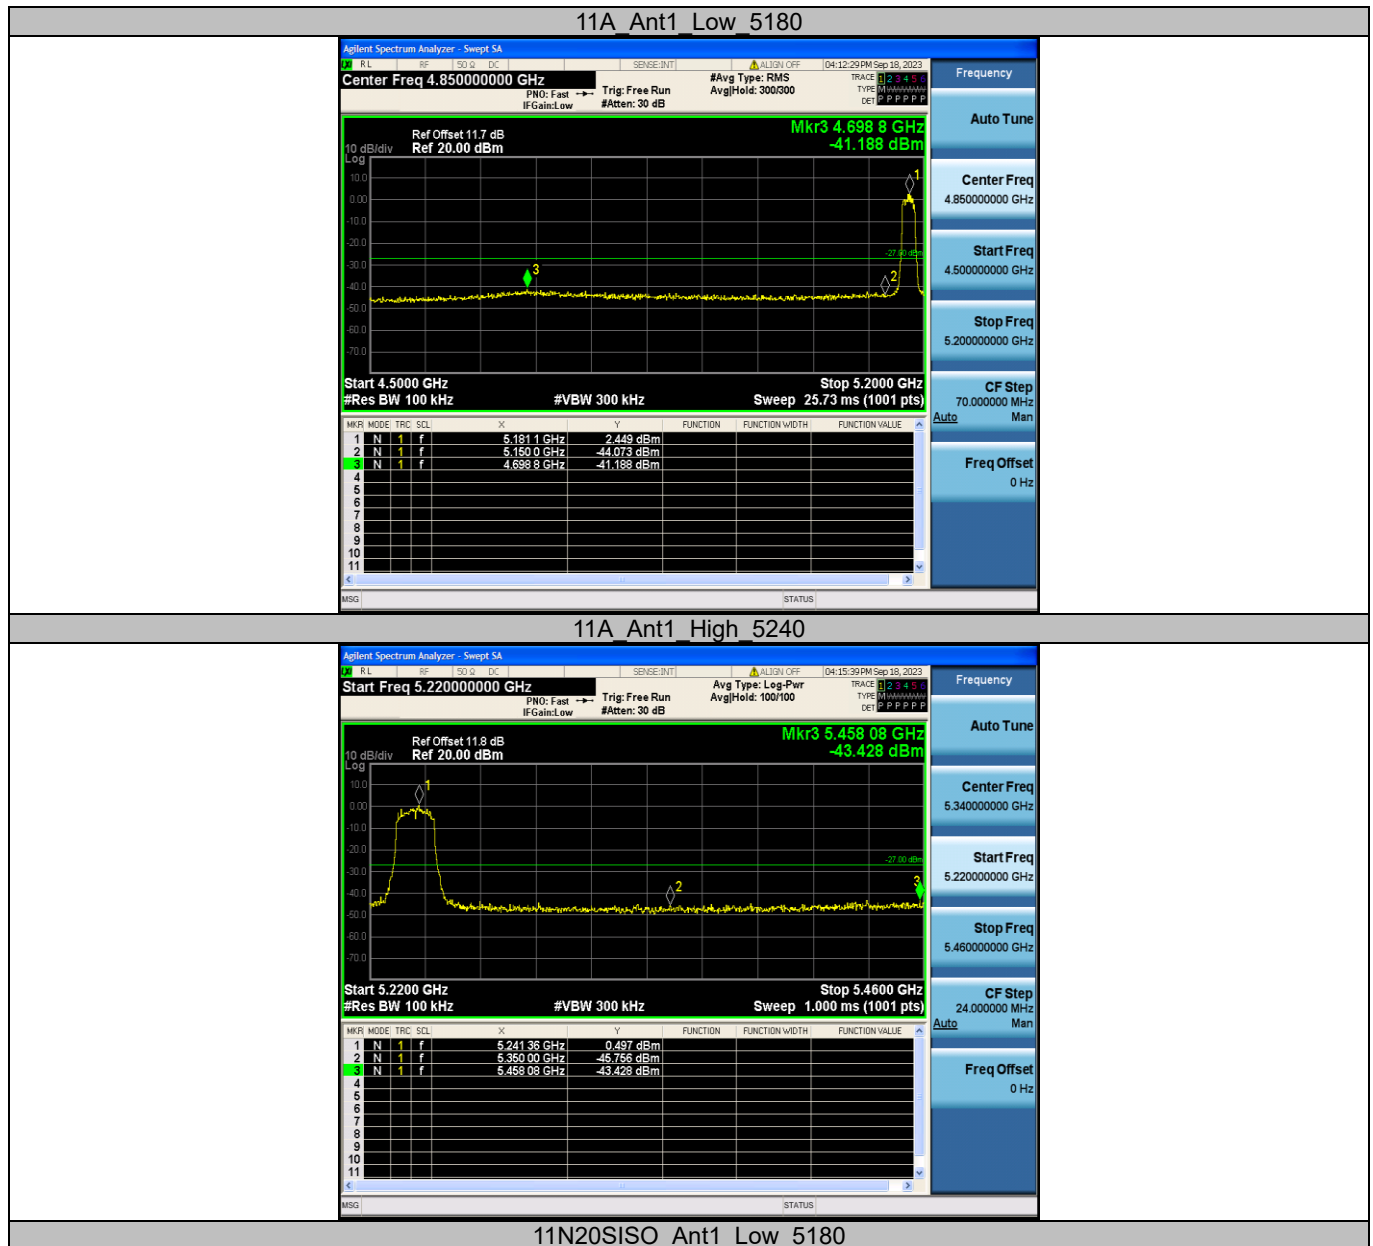 11A_Ant1_Low_5180
Agilent Spectrum Analyzer - Swept SA
RL RF 50 Ω DC SENSE:INT ALIGN OFF 04:12:29 PM Sep 18, 2023
Center Freq 4.850000000 GHz #Avg Type: RMS TRACE 1 2 3 4 5 6
PNO: Fast Trig: Free Run Avg|Hold: 300/300 TYPE M
IFGain:Low #Atten: 30 dB DET P P P P P P
Mkr3 4.698 8 GHz
Ref Offset 11.7 dB
10 dB/div Ref 20.00 dBm -41.188 dBm
Log
10.0
0.00
-10.0
-20.0
-30.0
-40.0
-50.0
-60.0
-70.0
1
-27.00 dBm
3
2
Start 4.5000 GHz Stop 5.2000 GHz
#Res BW 100 kHz #VBW 300 kHz Sweep 25.73 ms (1001 pts)
MKR MODE TRC SCL X Y FUNCTION FUNCTION WIDTH FUNCTION VALUE
1 N 1 f 5.181 1 GHz 2.449 dBm
2 N 1 f 5.150 0 GHz -44.073 dBm
3 N 1 f 4.698 8 GHz -41.188 dBm
4
5
6
7
8
9
10
11
MSG STATUS
Frequency
Auto Tune
Center Freq
4.850000000 GHz
Start Freq
4.500000000 GHz
Stop Freq
5.200000000 GHz
CF Step
70.000000 MHz
Auto Man
Freq Offset
0 Hz
11A_Ant1_High_5240
Agilent Spectrum Analyzer - Swept SA
RL RF 50 Ω DC SENSE:INT ALIGN OFF 04:15:39 PM Sep 18, 2023
Start Freq 5.220000000 GHz Avg Type: Log-Pwr TRACE 1 2 3 4 5 6
PNO: Fast Trig: Free Run Avg|Hold: 100/100 TYPE M
IFGain:Low #Atten: 30 dB DET P P P P P P
Mkr3 5.458 08 GHz
Ref Offset 11.8 dB
10 dB/div Ref 20.00 dBm -43.428 dBm
Log
10.0
0.00
-10.0
-20.0
-30.0
-40.0
-50.0
-60.0
-70.0
1
-27.00 dBm
2
3
Start 5.2200 GHz Stop 5.4600 GHz
#Res BW 100 kHz #VBW 300 kHz Sweep 1.000 ms (1001 pts)
MKR MODE TRC SCL X Y FUNCTION FUNCTION WIDTH FUNCTION VALUE
1 N 1 f 5.241 36 GHz 0.497 dBm
2 N 1 f 5.350 00 GHz -45.756 dBm
3 N 1 f 5.458 08 GHz -43.428 dBm
4
5
6
7
8
9
10
11
MSG STATUS
Frequency
Auto Tune
Center Freq
5.340000000 GHz
Start Freq
5.220000000 GHz
Stop Freq
5.460000000 GHz
CF Step
24.000000 MHz
Auto Man
Freq Offset
0 Hz
11N20SISO_Ant1_Low_5180